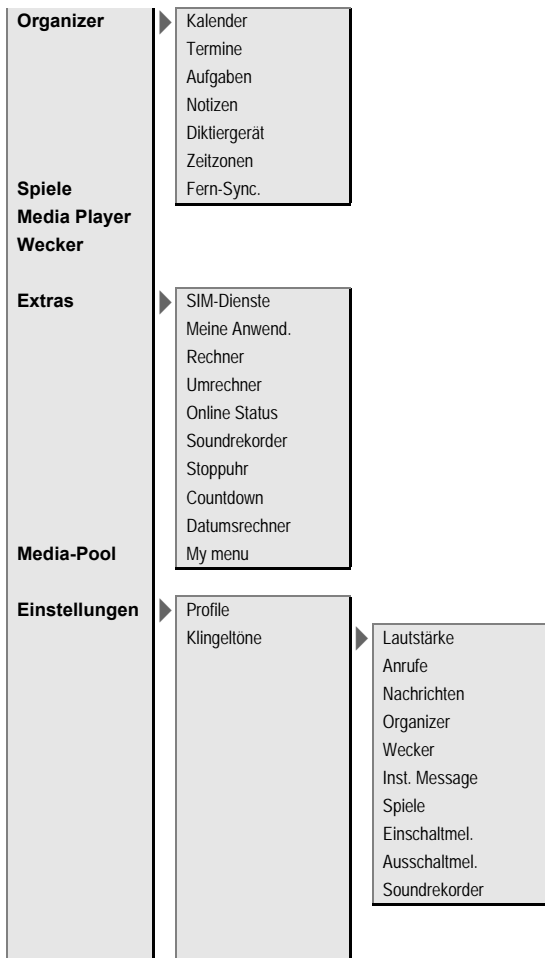 Organizer
Kalender
Termine
Aufgaben
Notizen
Diktiergerät
Zeitzonen
Fern-Sync.
Spiele
Media Player
Wecker
Extras
SIM-Dienste
Meine Anwend.
Rechner
Umrechner
Online Status
Soundrekorder
Stoppuhr
Countdown
Datumsrechner
My menu
Media-Pool
Einstellungen
Profile
Klingeltöne
Lautstärke
Anrufe
Nachrichten
Organizer
Wecker
Inst. Message
Spiele
Einschaltmel.
Ausschaltmel.
Soundrekorder